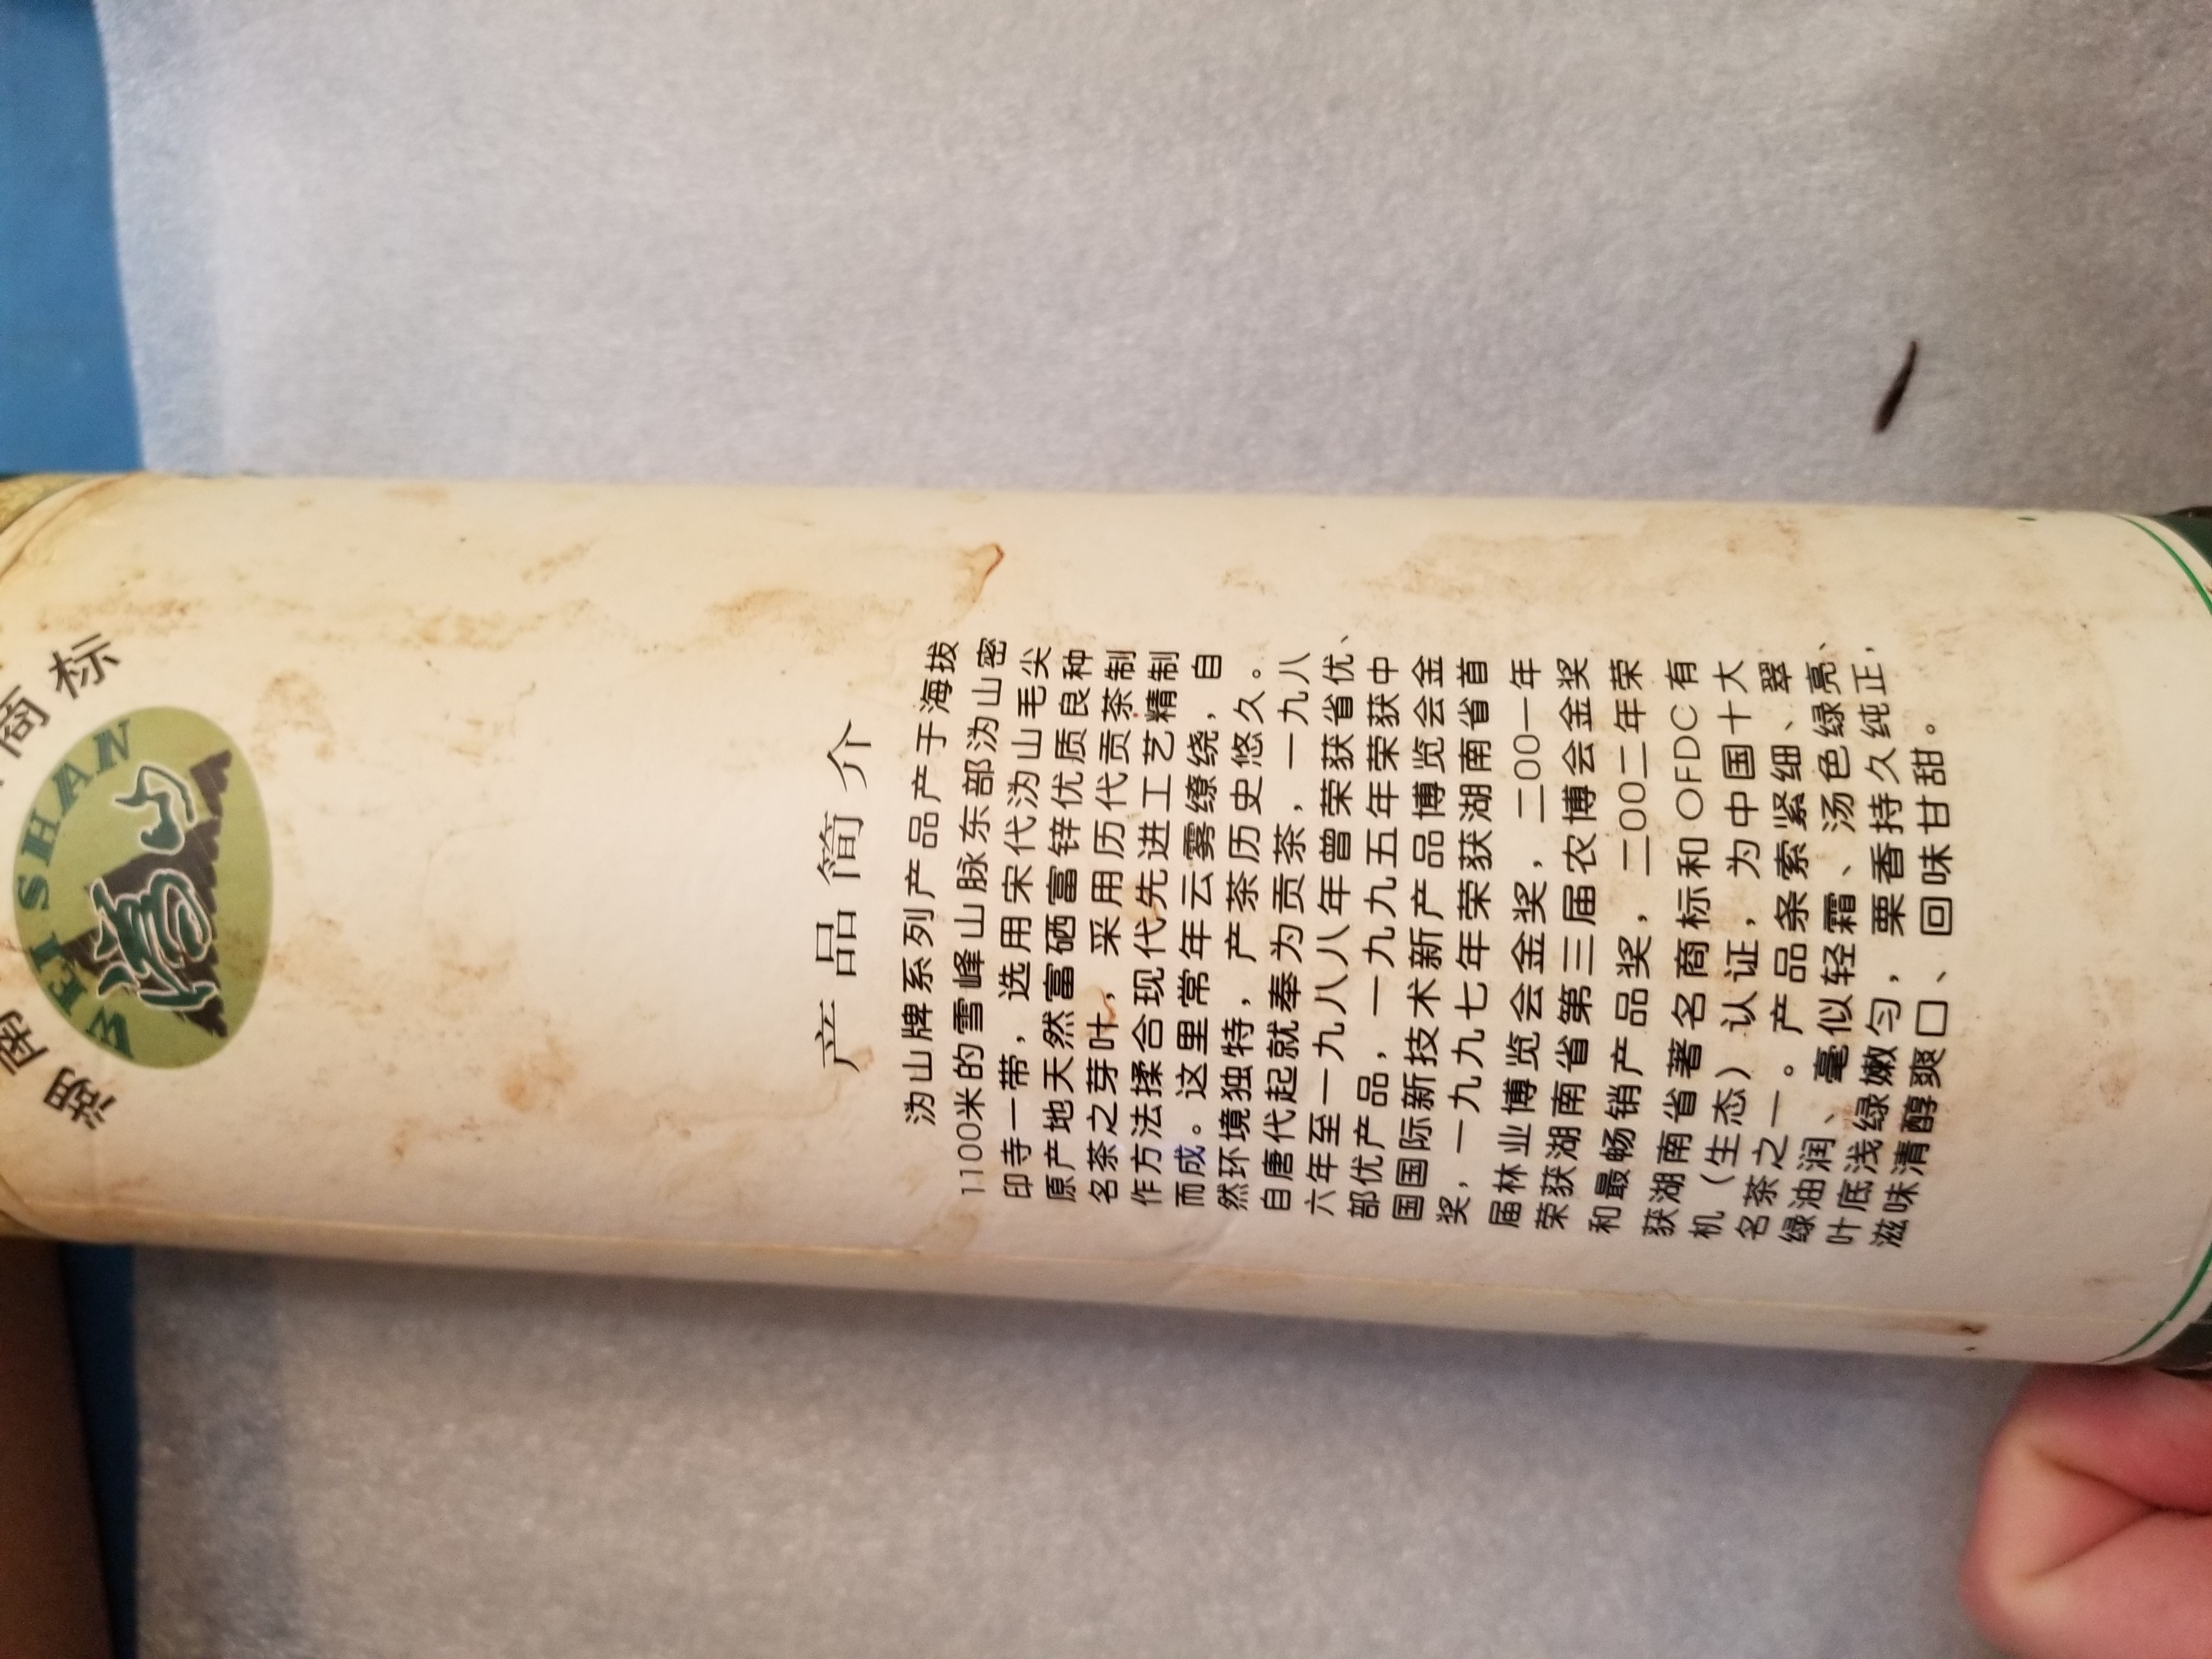 湖南 商标
WEI SHAN
沩山
产品简介
沩山牌系列产品产于海拔
1100米的雪峰山脉东部沩山密
印寺一带，选用宋代沩山毛尖
原产地天然富硒富锌优质良种
名茶之芽叶，采用历代贡茶制
作方法揉合现代先进工艺精制
而成。这里常年云雾缭绕，自
然环境独特，产茶历史悠久。
自唐代起就奉为贡茶，一九八
六年至一九八八年曾荣获省优、
部优产品，一九九五年荣获中
国国际新技术新产品博览会金
奖，一九九七年荣获湖南省首
届林业博览会金奖，二00一年
荣获湖南省第三届农博会金奖
和最畅销产品奖，二00二年荣
获湖南省著名商标和OFDC有
机（生态）认证，为中国十大
名茶之一。产品条索紧细、翠
绿油润、毫似轻霜、汤色绿亮、
叶底浅绿嫩匀，栗香持久纯正，
滋味清醇爽口、回味甘甜。